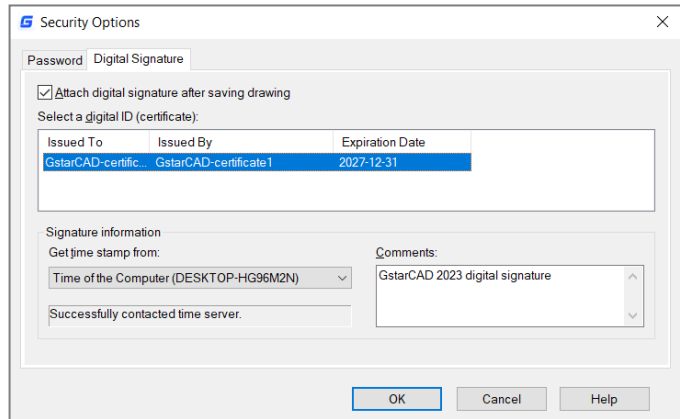 Security Options
Password Digital Signature
Attach digital signature after saving drawing
Select a digital ID (certificate):
Issued To Issued By Expiration Date
GstarCAD-certific... GstarCAD-certificate1 2027-12-31
Signature information
Get time stamp from: Comments:
Time of the Computer (DESKTOP-HG96M2N) GstarCAD 2023 digital signature
Successfully contacted time server.
OK Cancel Help